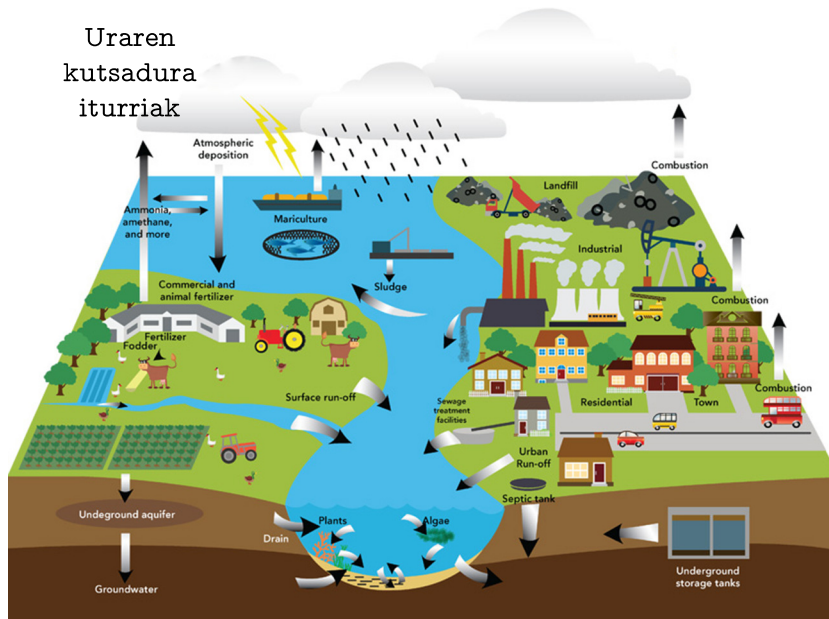 Uraren
kutsadura
iturriak
Atmospheric
deposition
Combustion
Landfill
Ammonia,
amethane,
and more
Mariculture
Industrial
Commercial and
animal fertilizer
Sludge
Combustion
Fertilizer
Fodder
Surface run-off
Sewage
treatment
facilities
Residential
Town
Combustion
Urban
Run-off
Septic tank
Undeground aquifer
Plants
Algae
Drain
Groundwater
Underground
storage tanks